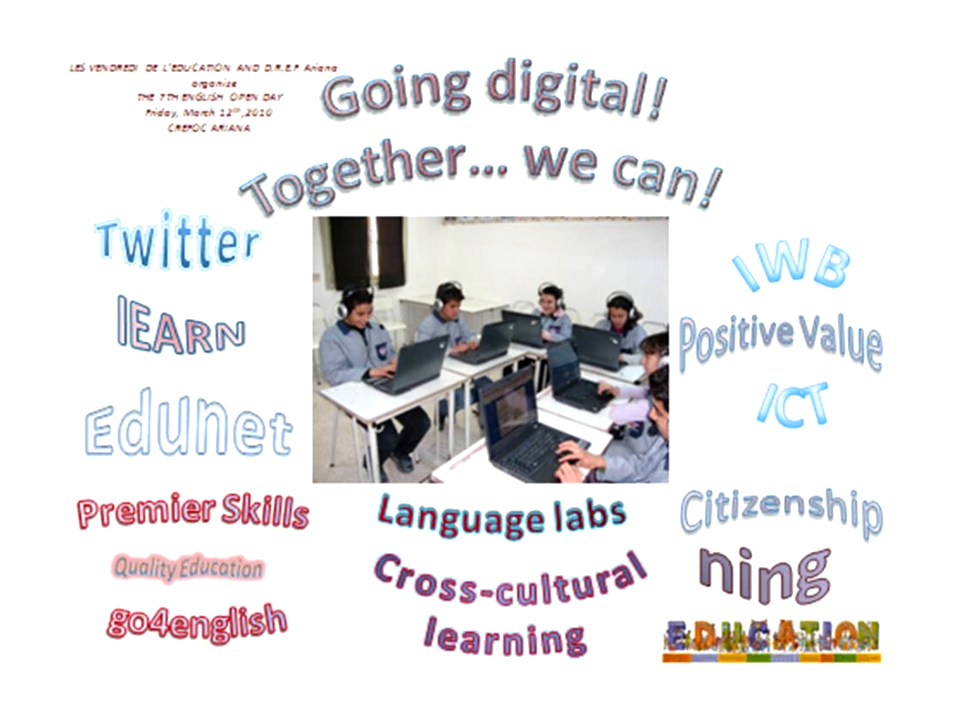 LES VENDREDI DE L'EDUCATION AND D.R.E.F Ariana
organize
THE 7TH ENGLISH OPEN DAY
Friday, March 12th,2010
CREFOC ARIANA
Going digital!
Together... we can!
Twitter
IWB
IEARN
Positive Value
ICT
Edunet
Premier Skills
Language labs
Citizenship
Quality Education
Cross-cultural
learning
ning
go4english
EDUCATION